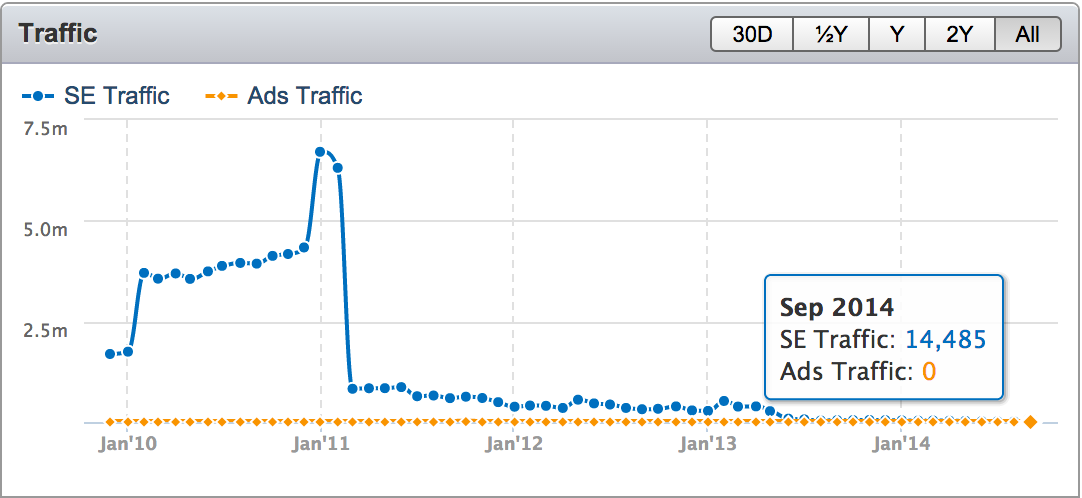 Traffic
30D ½Y Y 2Y All
SE Traffic Ads Traffic
7.5m
5.0m
2.5m
Sep 2014
SE Traffic: 14,485
Ads Traffic: 0
Jan'10 Jan'11 Jan'12 Jan'13 Jan'14